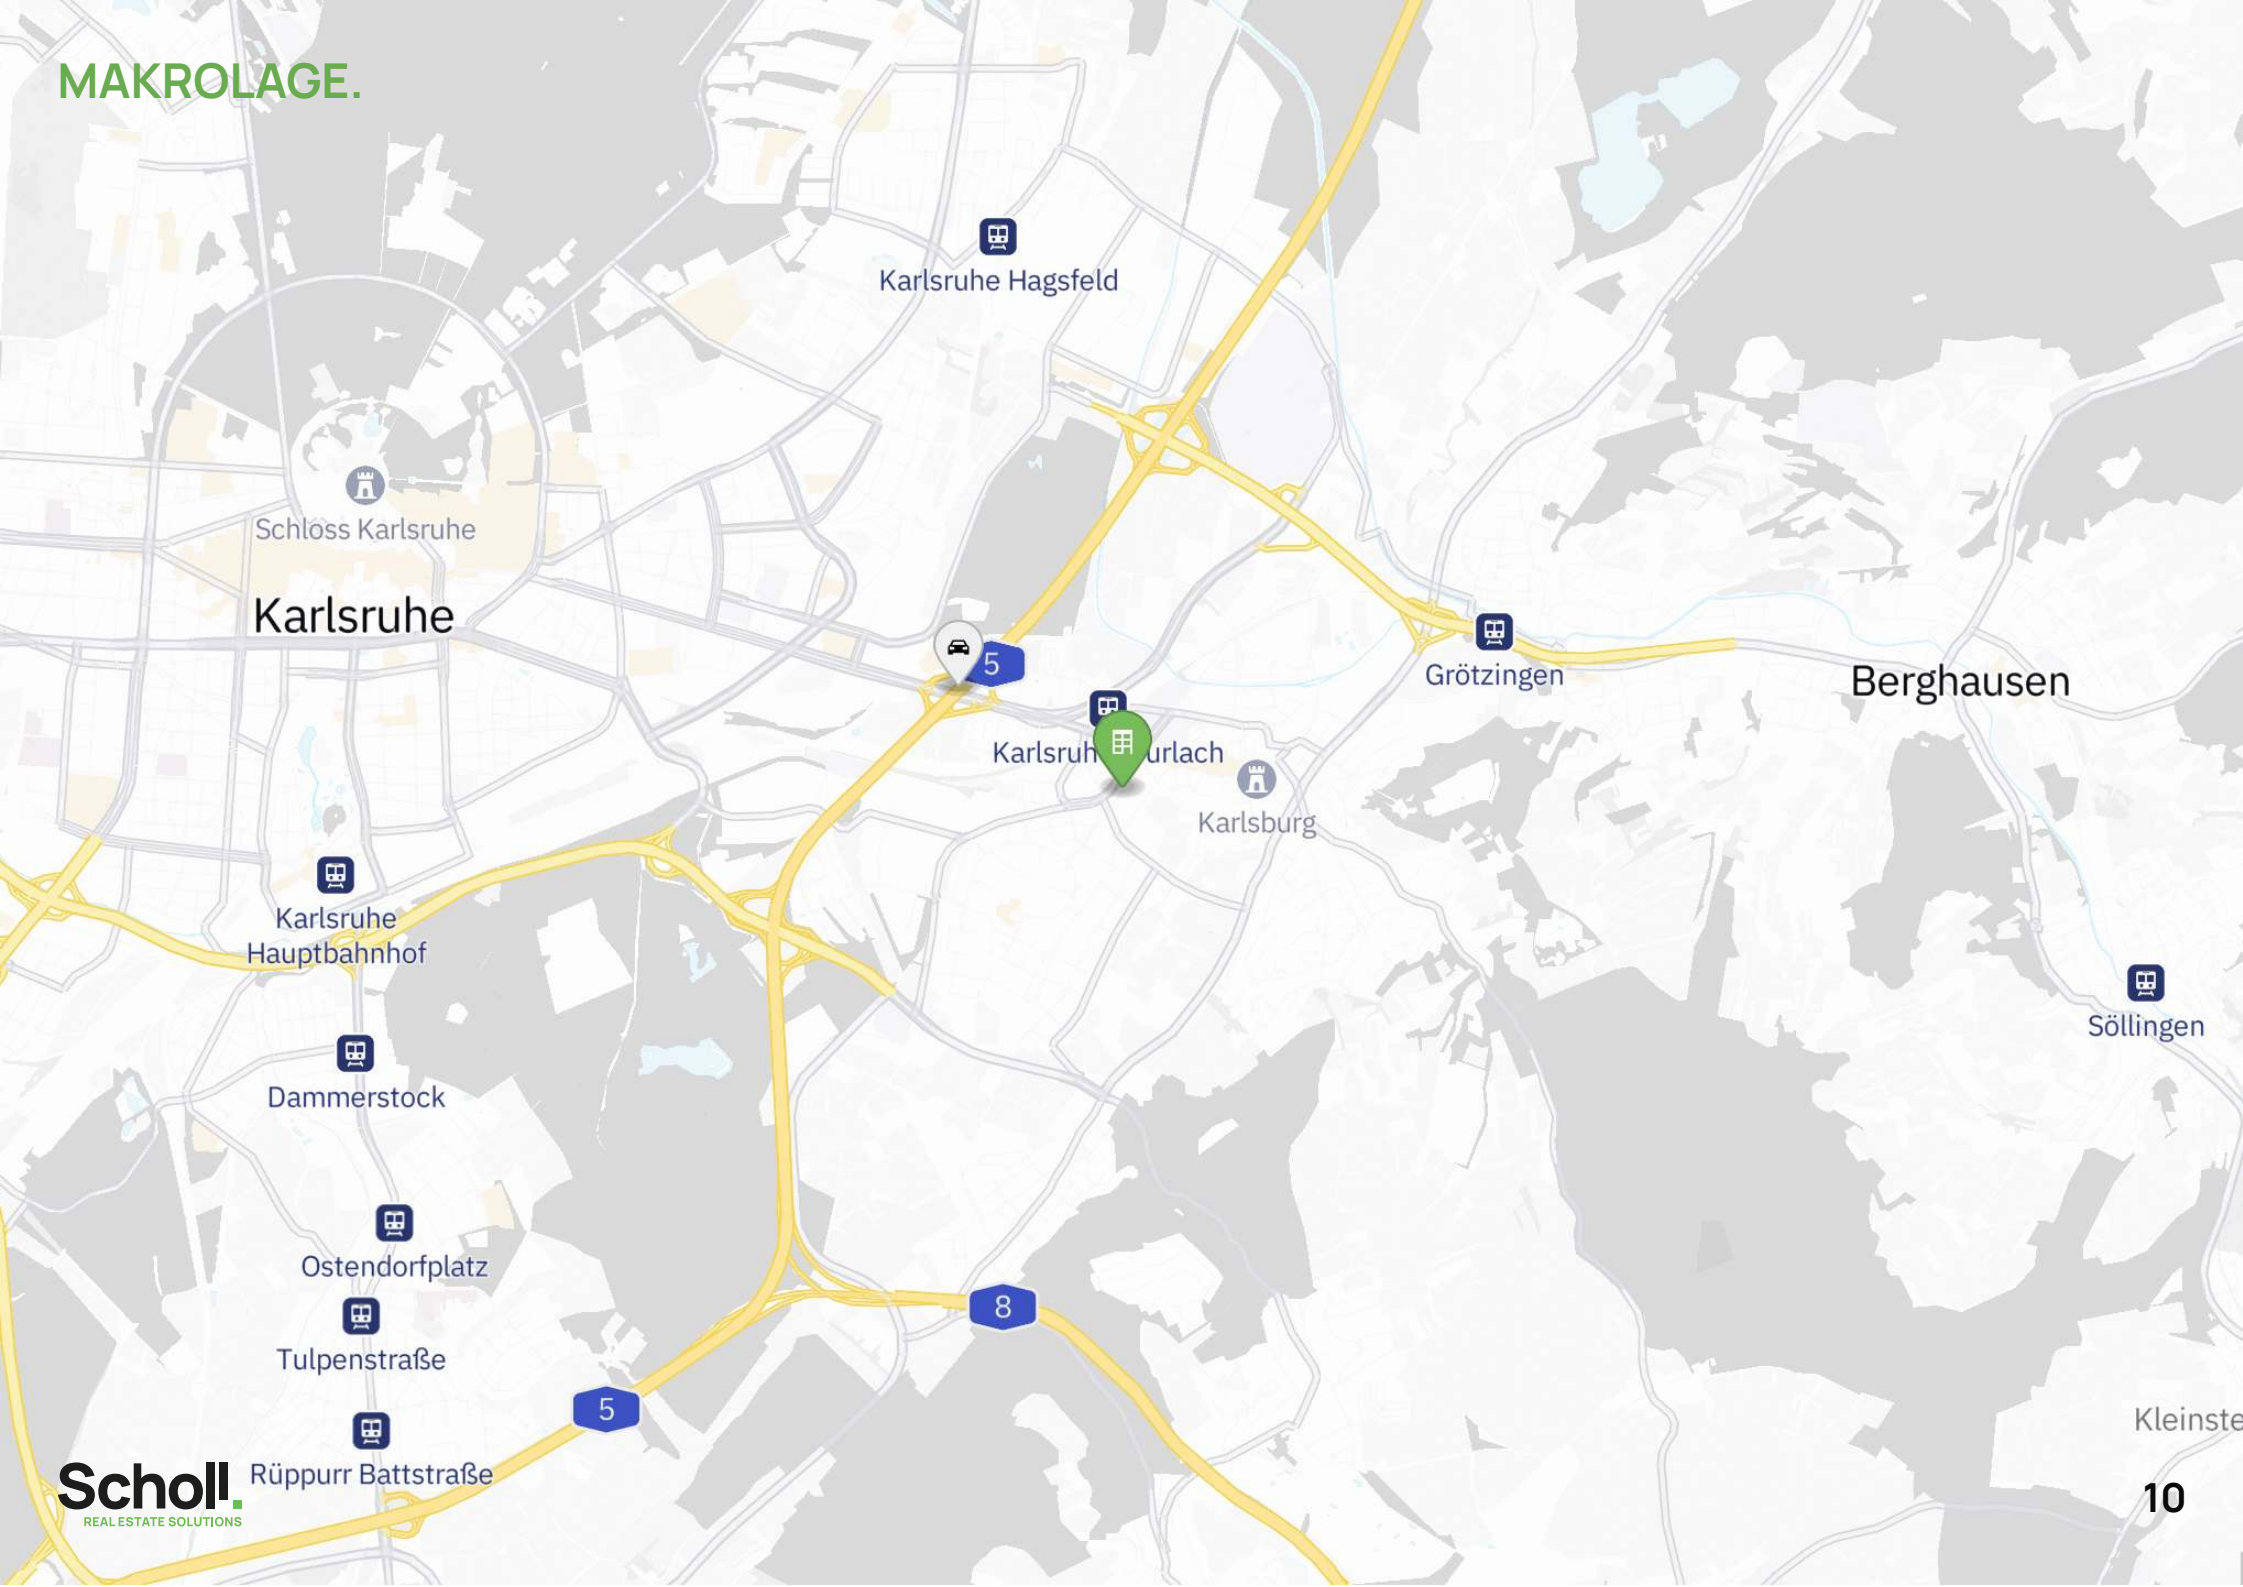 MAKROLAGE.
Karlsruhe Hagsfeld
Schloss Karlsruhe
Karlsruhe
5
Grötzingen
Berghausen
Karlsruh urlach
Karlsburg
Karlsruhe
Hauptbahnhof
Söllingen
Dammerstock
Ostendorfplatz
8
Tulpenstraße
5
Kleinste
Rüppurr Battstraße
Scholl.
REAL ESTATE SOLUTIONS
10